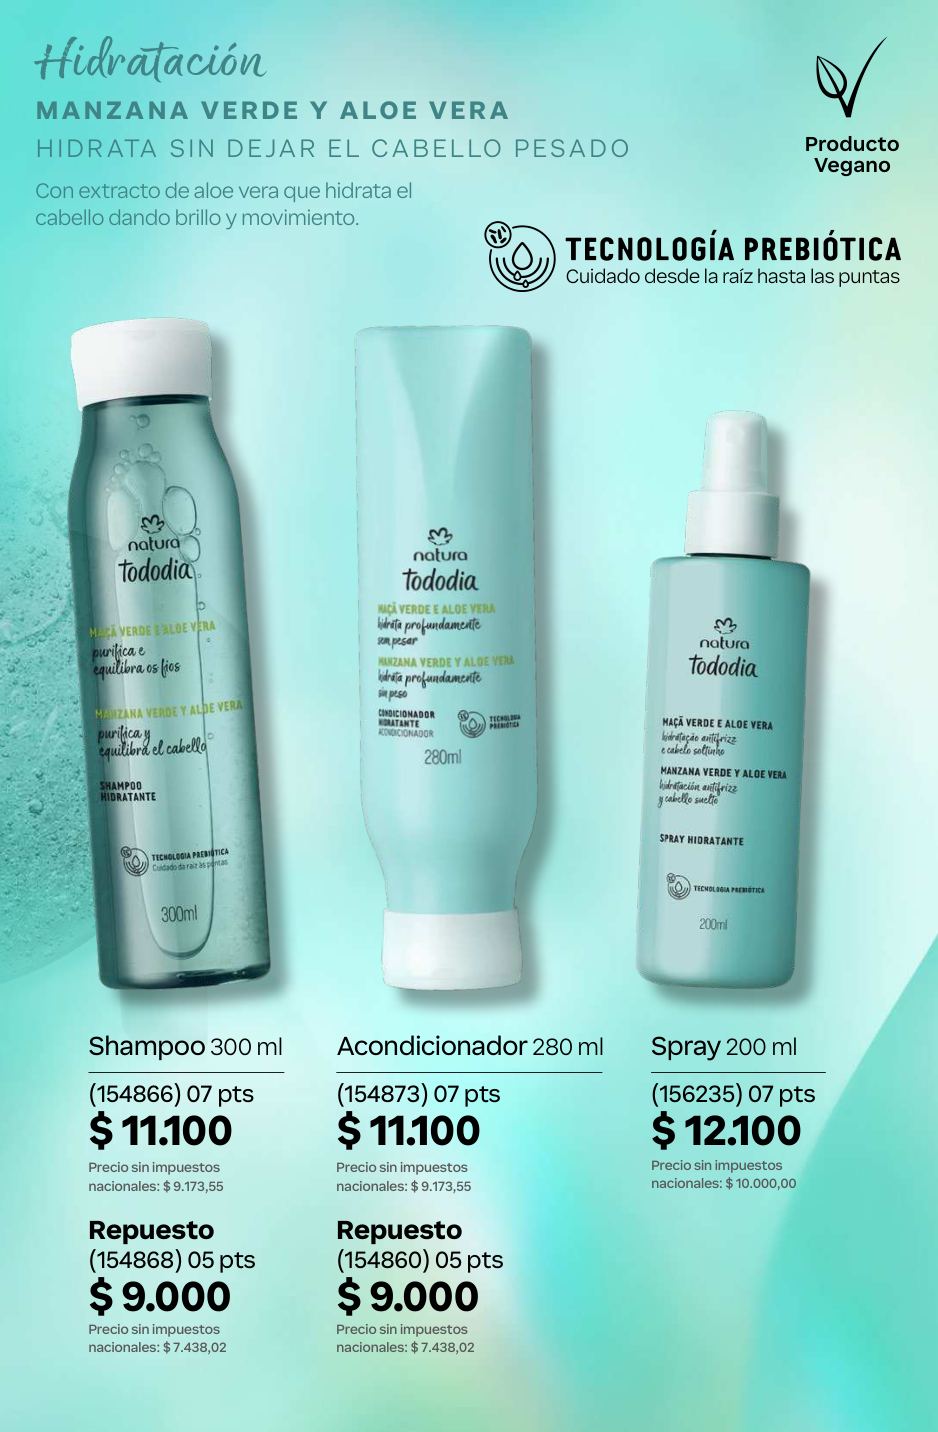 Hidratación
MANZANA VERDE Y ALOE VERA
HIDRATA SIN DEJAR EL CABELLO PESADO
Con extracto de aloe vera que hidrata el
cabello dando brillo y movimiento.
Producto
Vegano
TECNOLOGÍA PREBIÓTICA
Cuidado desde la raíz hasta las puntas
natura
tododia
MAÇÃ VERDE E ALOE VERA
purifica e
equilibra os fios
MANZANA VERDE Y ALOE VERA
purifica y
equilibra el cabello
SHAMPOO
HIDRATANTE
TECNOLOGIA PREBIÓTICA
Cuidado da raiz às pontas
300ml
natura
tododia
MAÇÃ VERDE E ALOE VERA
hidrata profundamente
sem pesar
MANZANA VERDE Y ALOE VERA
hidrata profundamente
sin peso
CONDICIONADOR
HIDRATANTE
ACONDICIONADOR
TECNOLOGIA
PREBIÓTICA
280ml
natura
tododia
MAÇÃ VERDE E ALOE VERA
hidratação antifrizz
e cabelo soltinho
MANZANA VERDE Y ALOE VERA
hidratación antifrizz
y cabello suelto
SPRAY HIDRATANTE
TECNOLOGIA PREBIÓTICA
200ml
Shampoo 300 ml
(154866) 07 pts
$ 11.100
Precio sin impuestos
nacionales: $ 9.173,55
Repuesto
(154868) 05 pts
$ 9.000
Precio sin impuestos
nacionales: $ 7.438,02
Acondicionador 280 ml
(154873) 07 pts
$ 11.100
Precio sin impuestos
nacionales: $ 9.173,55
Repuesto
(154860) 05 pts
$ 9.000
Precio sin impuestos
nacionales: $ 7.438,02
Spray 200 ml
(156235) 07 pts
$ 12.100
Precio sin impuestos
nacionales: $ 10.000,00